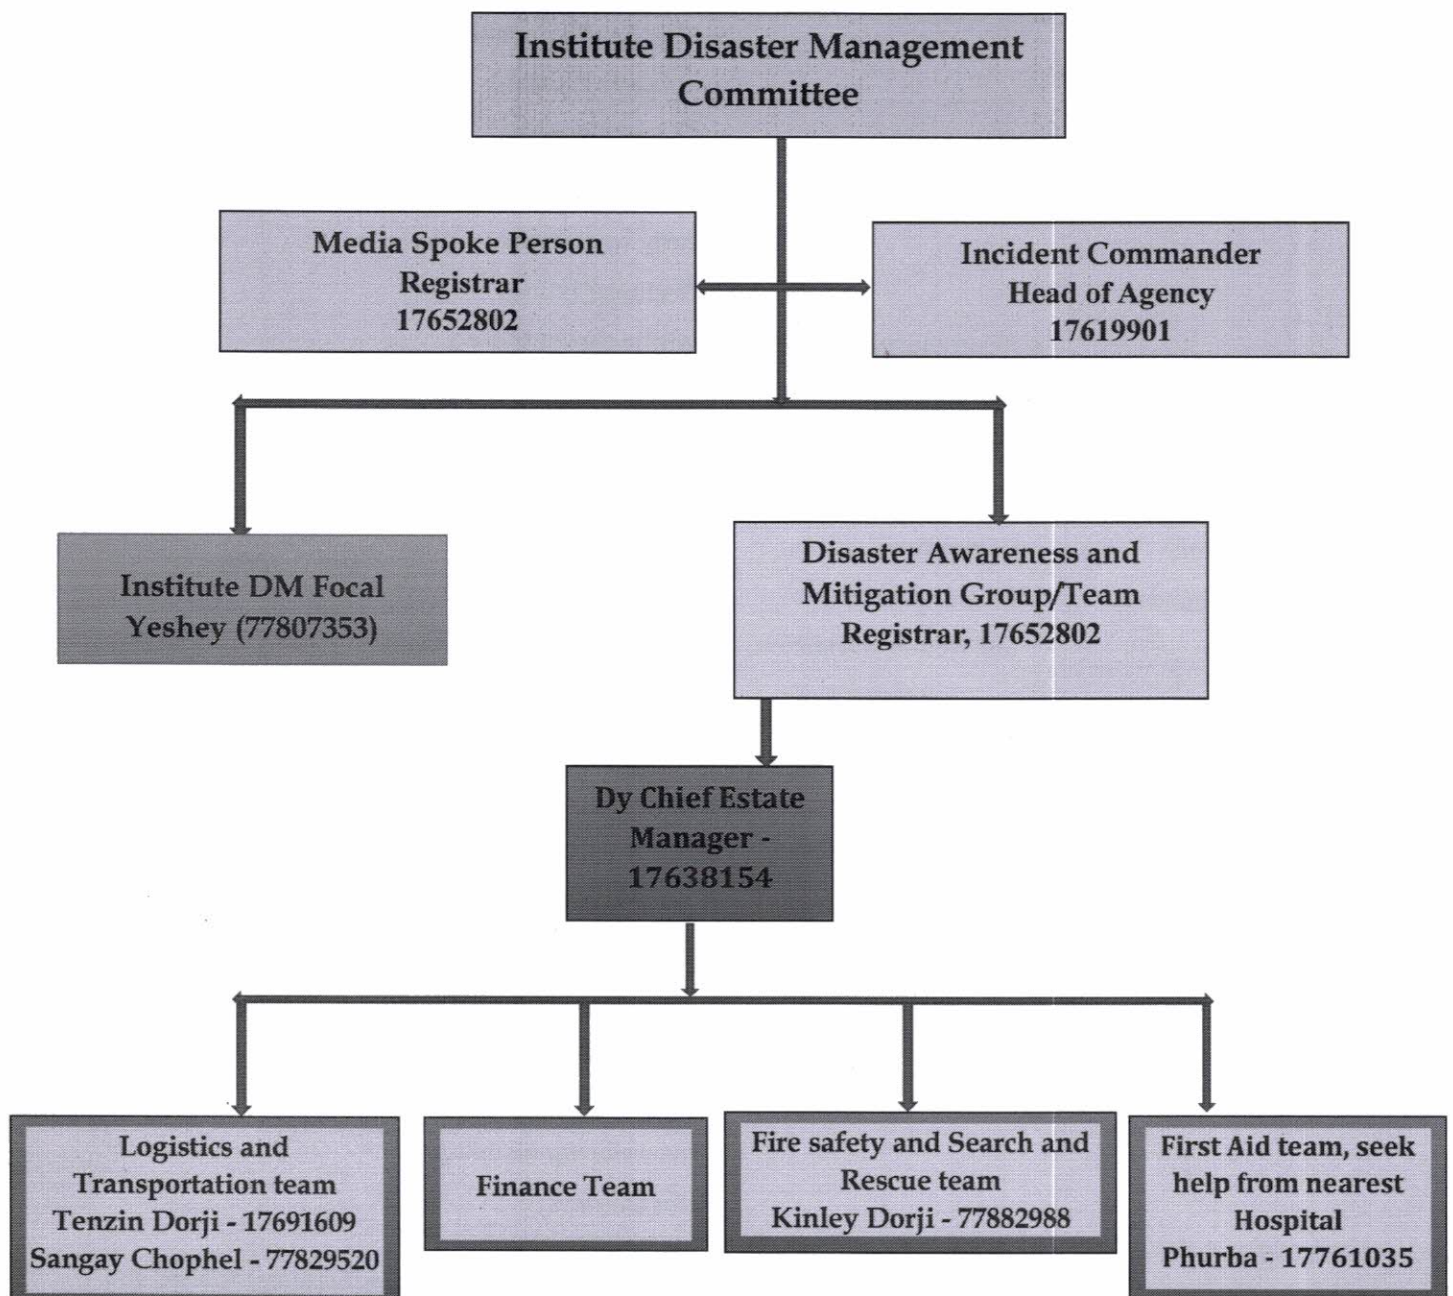 Institute Disaster Management
Committee
Media Spoke Person
Registrar
17652802
Incident Commander
Head of Agency
17619901
Institute DM Focal
Yeshey (77807353)
Disaster Awareness and
Mitigation Group/Team
Registrar, 17652802
Dy Chief Estate
Manager -
17638154
Logistics and
Transportation team
Tenzin Dorji - 17691609
Sangay Chophel - 77829520
Finance Team
Fire safety and Search and
Rescue team
Kinley Dorji - 77882988
First Aid team, seek
help from nearest
Hospital
Phurba - 17761035